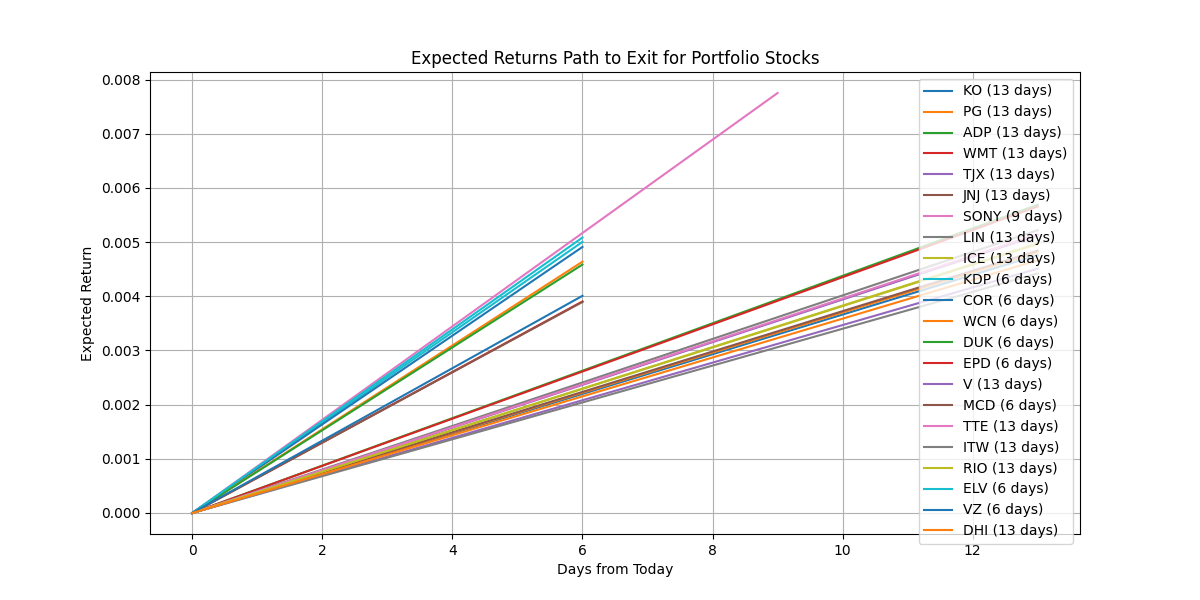 Expected Returns Path to Exit for Portfolio Stocks
0.008
0.007
0.006
0.005
0.004
0.003
0.002
0.001
0.000
Expected Return
0
2
4
6
8
10
12
Days from Today
KO (13 days)
PG (13 days)
ADP (13 days)
WMT (13 days)
TJX (13 days)
JNJ (13 days)
SONY (9 days)
LIN (13 days)
ICE (13 days)
KDP (6 days)
COR (6 days)
WCN (6 days)
DUK (6 days)
EPD (6 days)
V (13 days)
MCD (6 days)
TTE (13 days)
ITW (13 days)
RIO (13 days)
ELV (6 days)
VZ (6 days)
DHI (13 days)